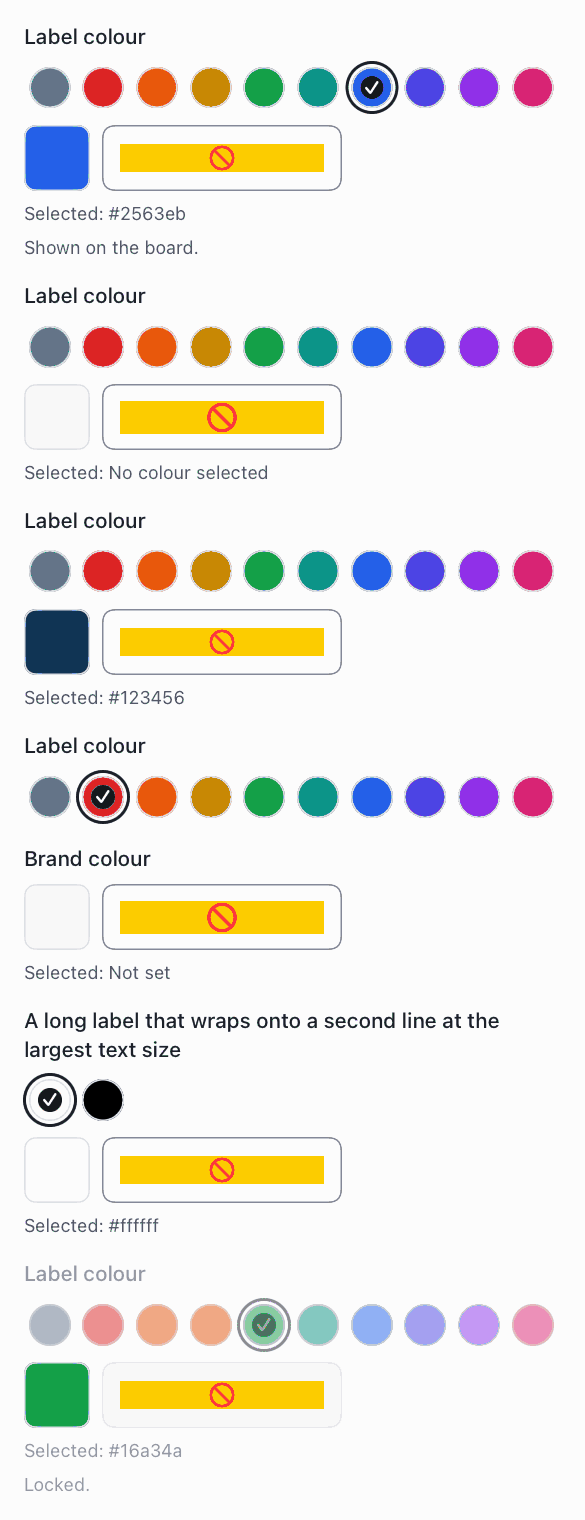 Label colour
Selected: #2563eb
Shown on the board.
Label colour
Selected: No colour selected
Label colour
Selected: #123456
Label colour
Brand colour
Selected: Not set
A long label that wraps onto a second line at the
largest text size
Selected: #ffffff
Label colour
Selected: #16a34a
Locked.